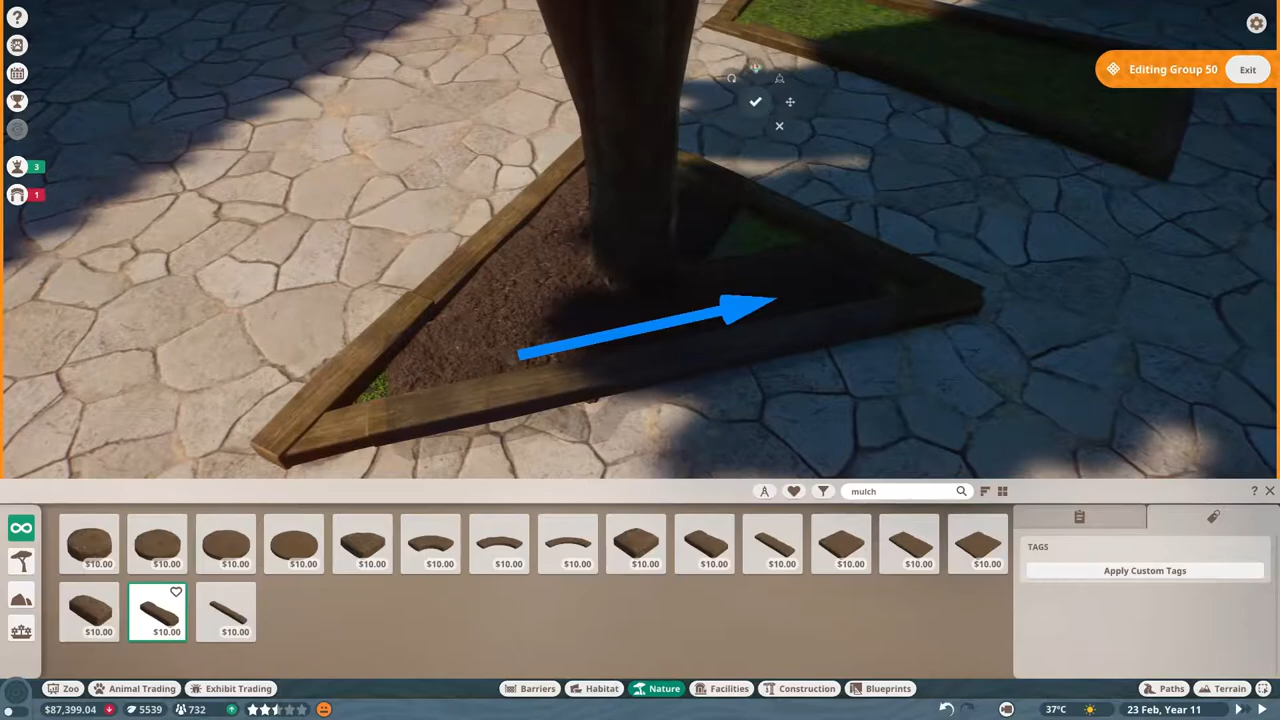 Editing Group 50
Exit
3
1
mulch
$10.00 $10.00 $10.00 $10.00 $10.00 $10.00 $10.00 $10.00 $10.00 $10.00 $10.00 $10.00 $10.00 $10.00
$10.00 $10.00 $10.00
TAGS
Apply Custom Tags
Zoo Animal Trading Exhibit Trading Barriers Habitat Nature Facilities Construction Blueprints Paths Terrain
$87,399.04 5539 732 37°C 23 Feb, Year 11